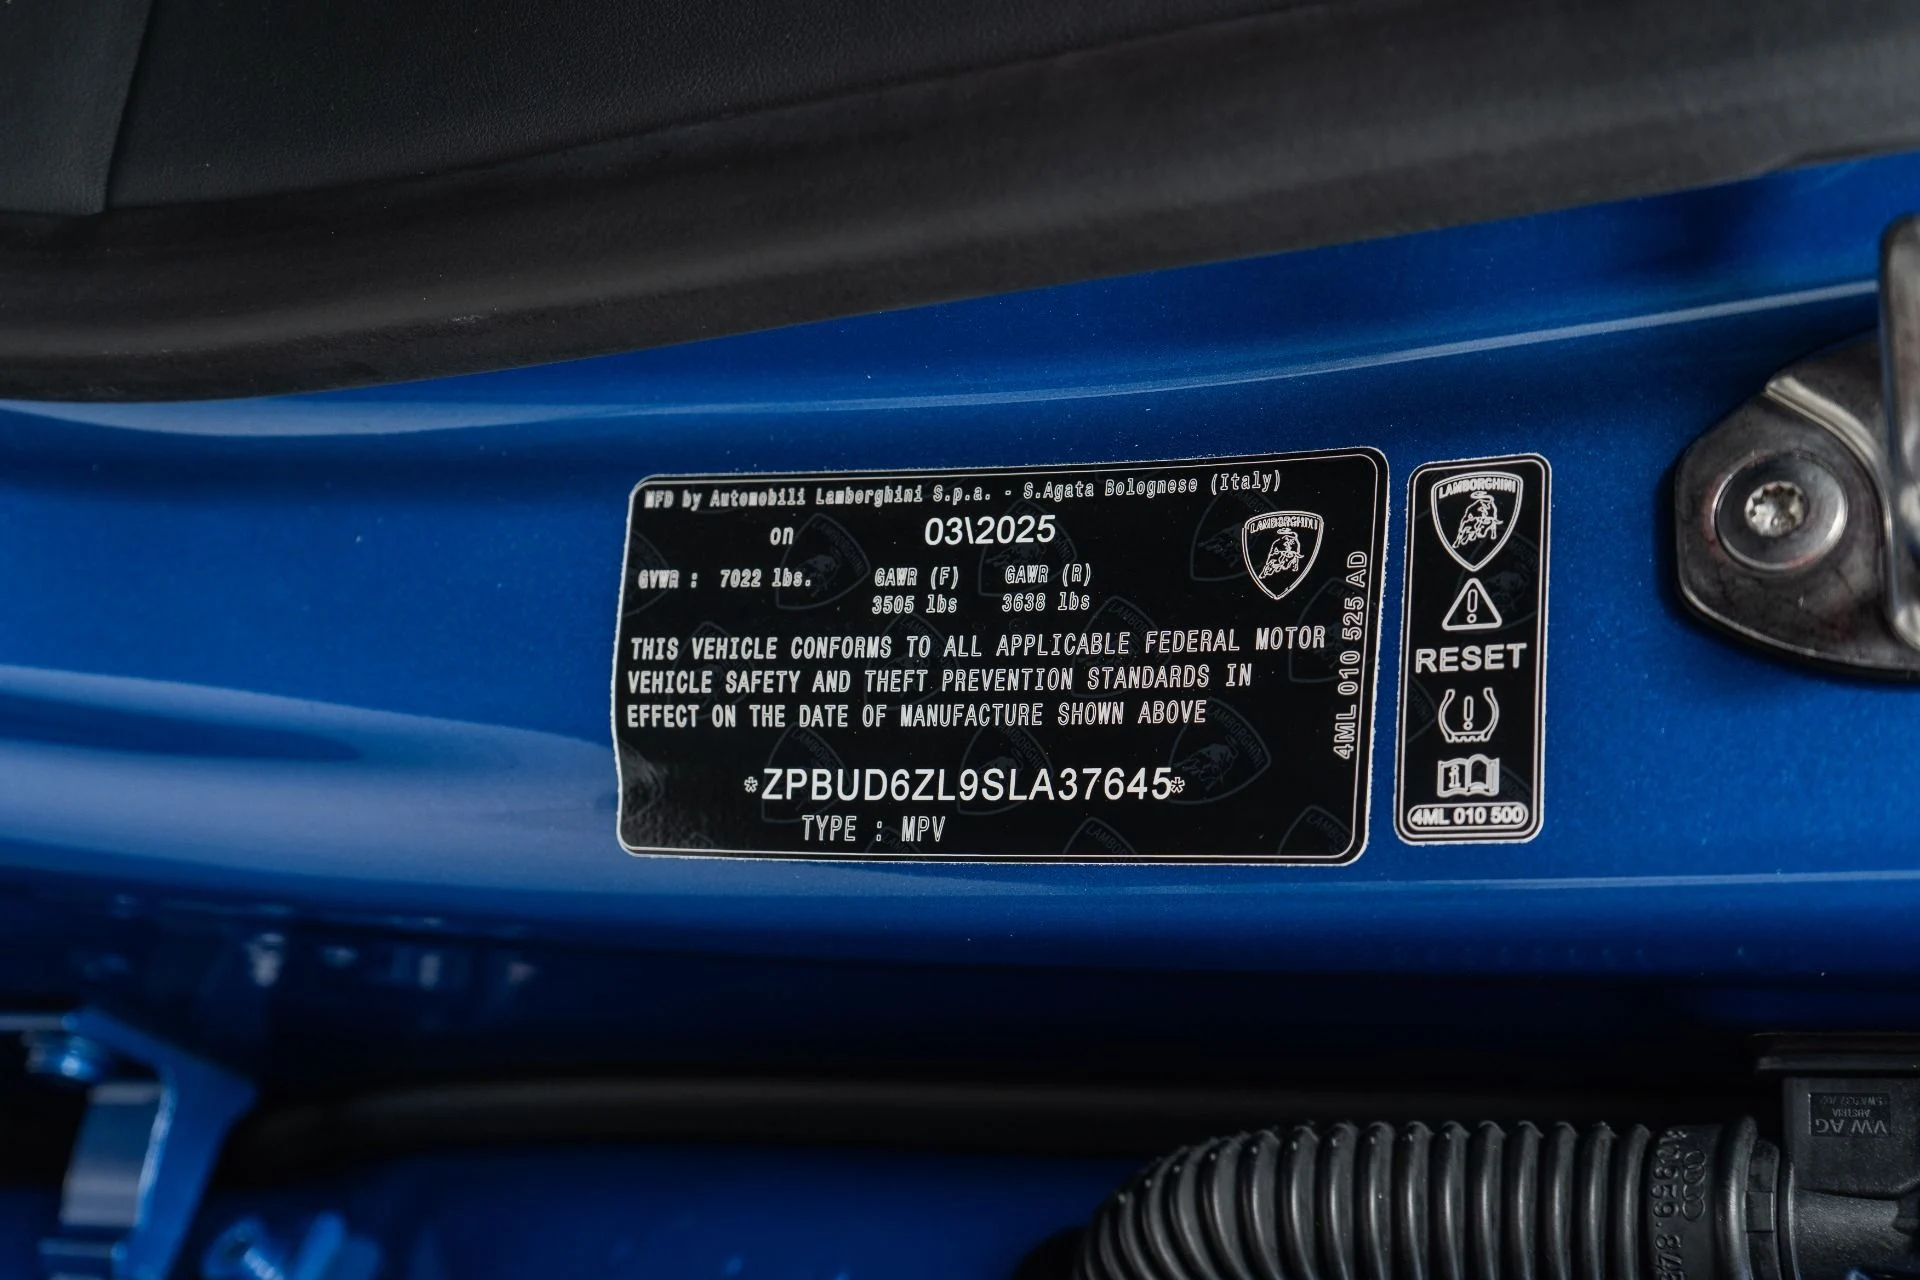 MFD by Automobili Lamborghini S.p.a. - S.Agata Bolognese (Italy)
on 03\2025
LAMBORGHINI
GVWR : 7022 lbs. GAWR (F) GAWR (R)
3505 lbs 3638 lbs
THIS VEHICLE CONFORMS TO ALL APPLICABLE FEDERAL MOTOR
VEHICLE SAFETY AND THEFT PREVENTION STANDARDS IN
EFFECT ON THE DATE OF MANUFACTURE SHOWN ABOVE
*ZPBUD6ZL9SLA37645*
TYPE : MPV
4ML 010 525 AD
LAMBORGHINI
RESET
4ML 010 500
VW AG
AUSTRIA